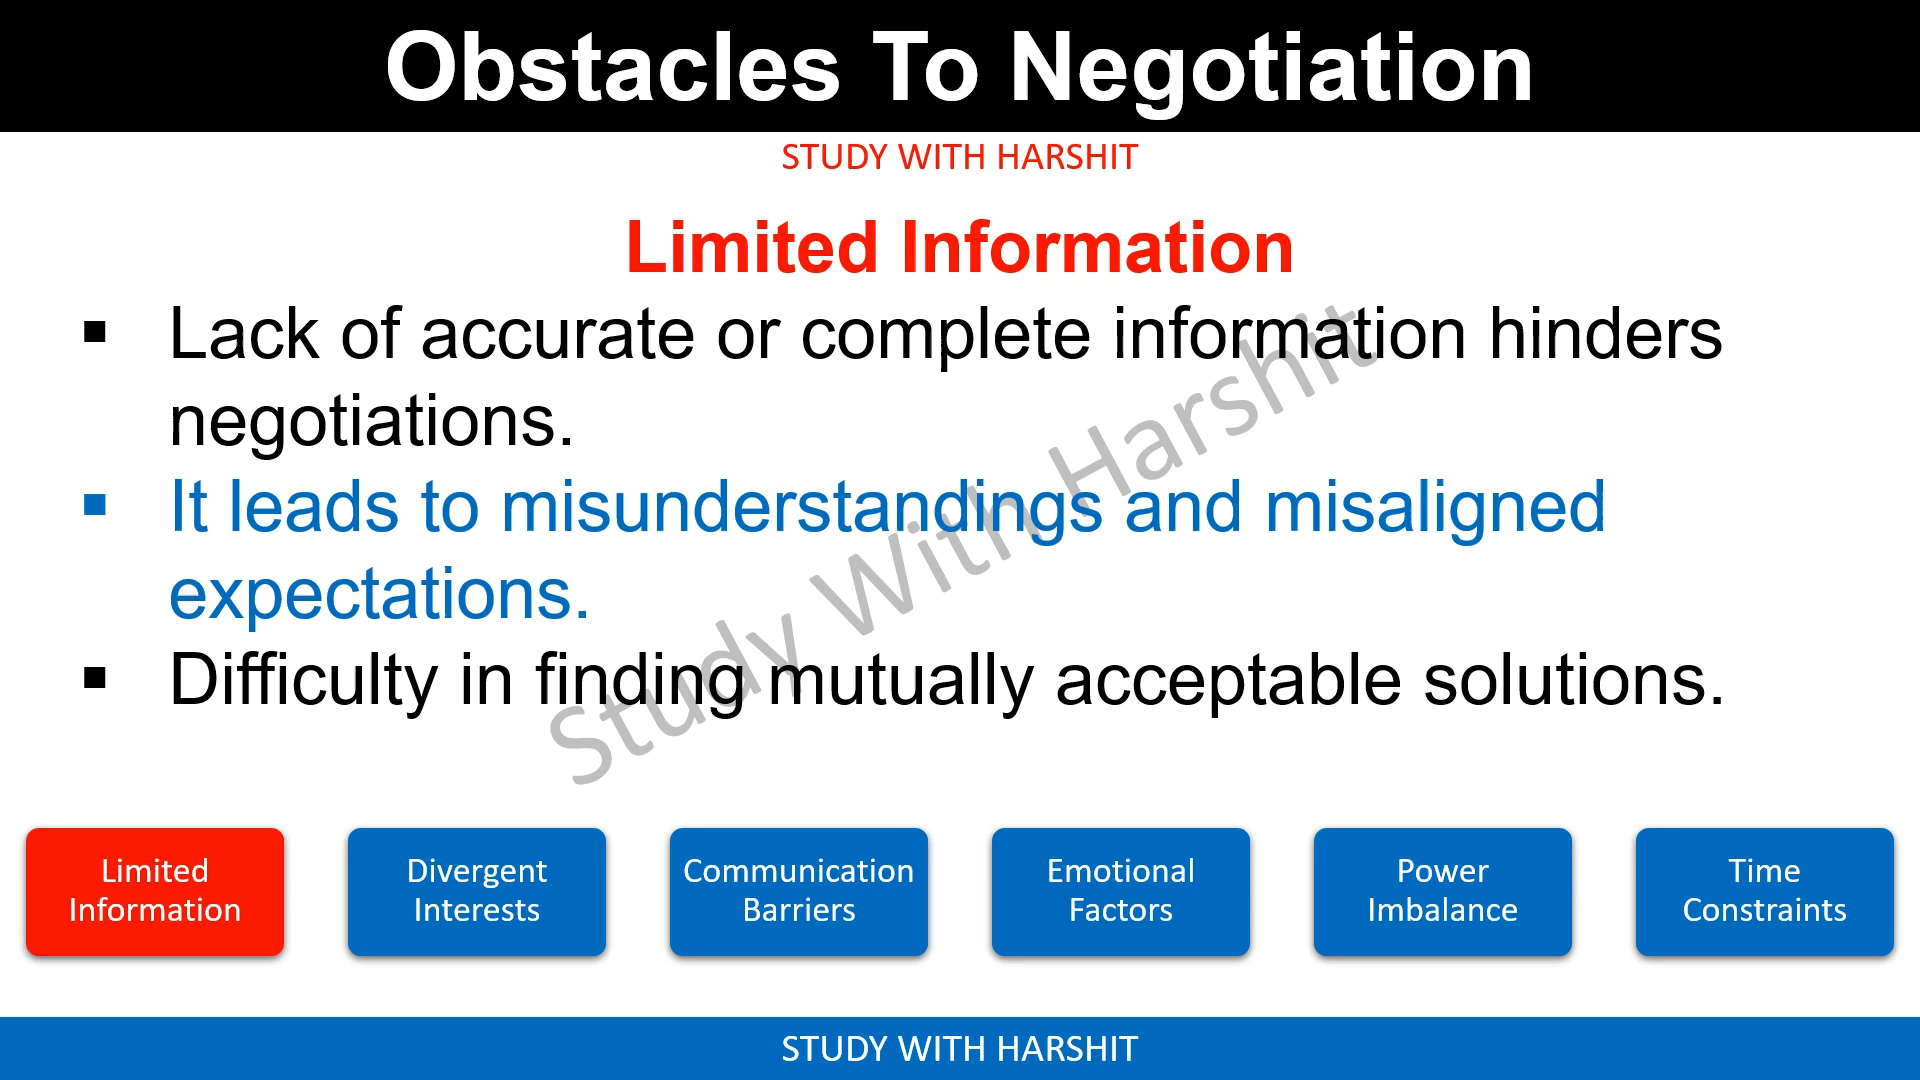 Obstacles To Negotiation
STUDY WITH HARSHIT
Limited Information
▪ Lack of accurate or complete information hinders
negotiations.
▪ It leads to misunderstandings and misaligned
expectations.
▪ Difficulty in finding mutually acceptable solutions.
Study With Harshit
Limited
Information
Divergent
Interests
Communication
Barriers
Emotional
Factors
Power
Imbalance
Time
Constraints
STUDY WITH HARSHIT